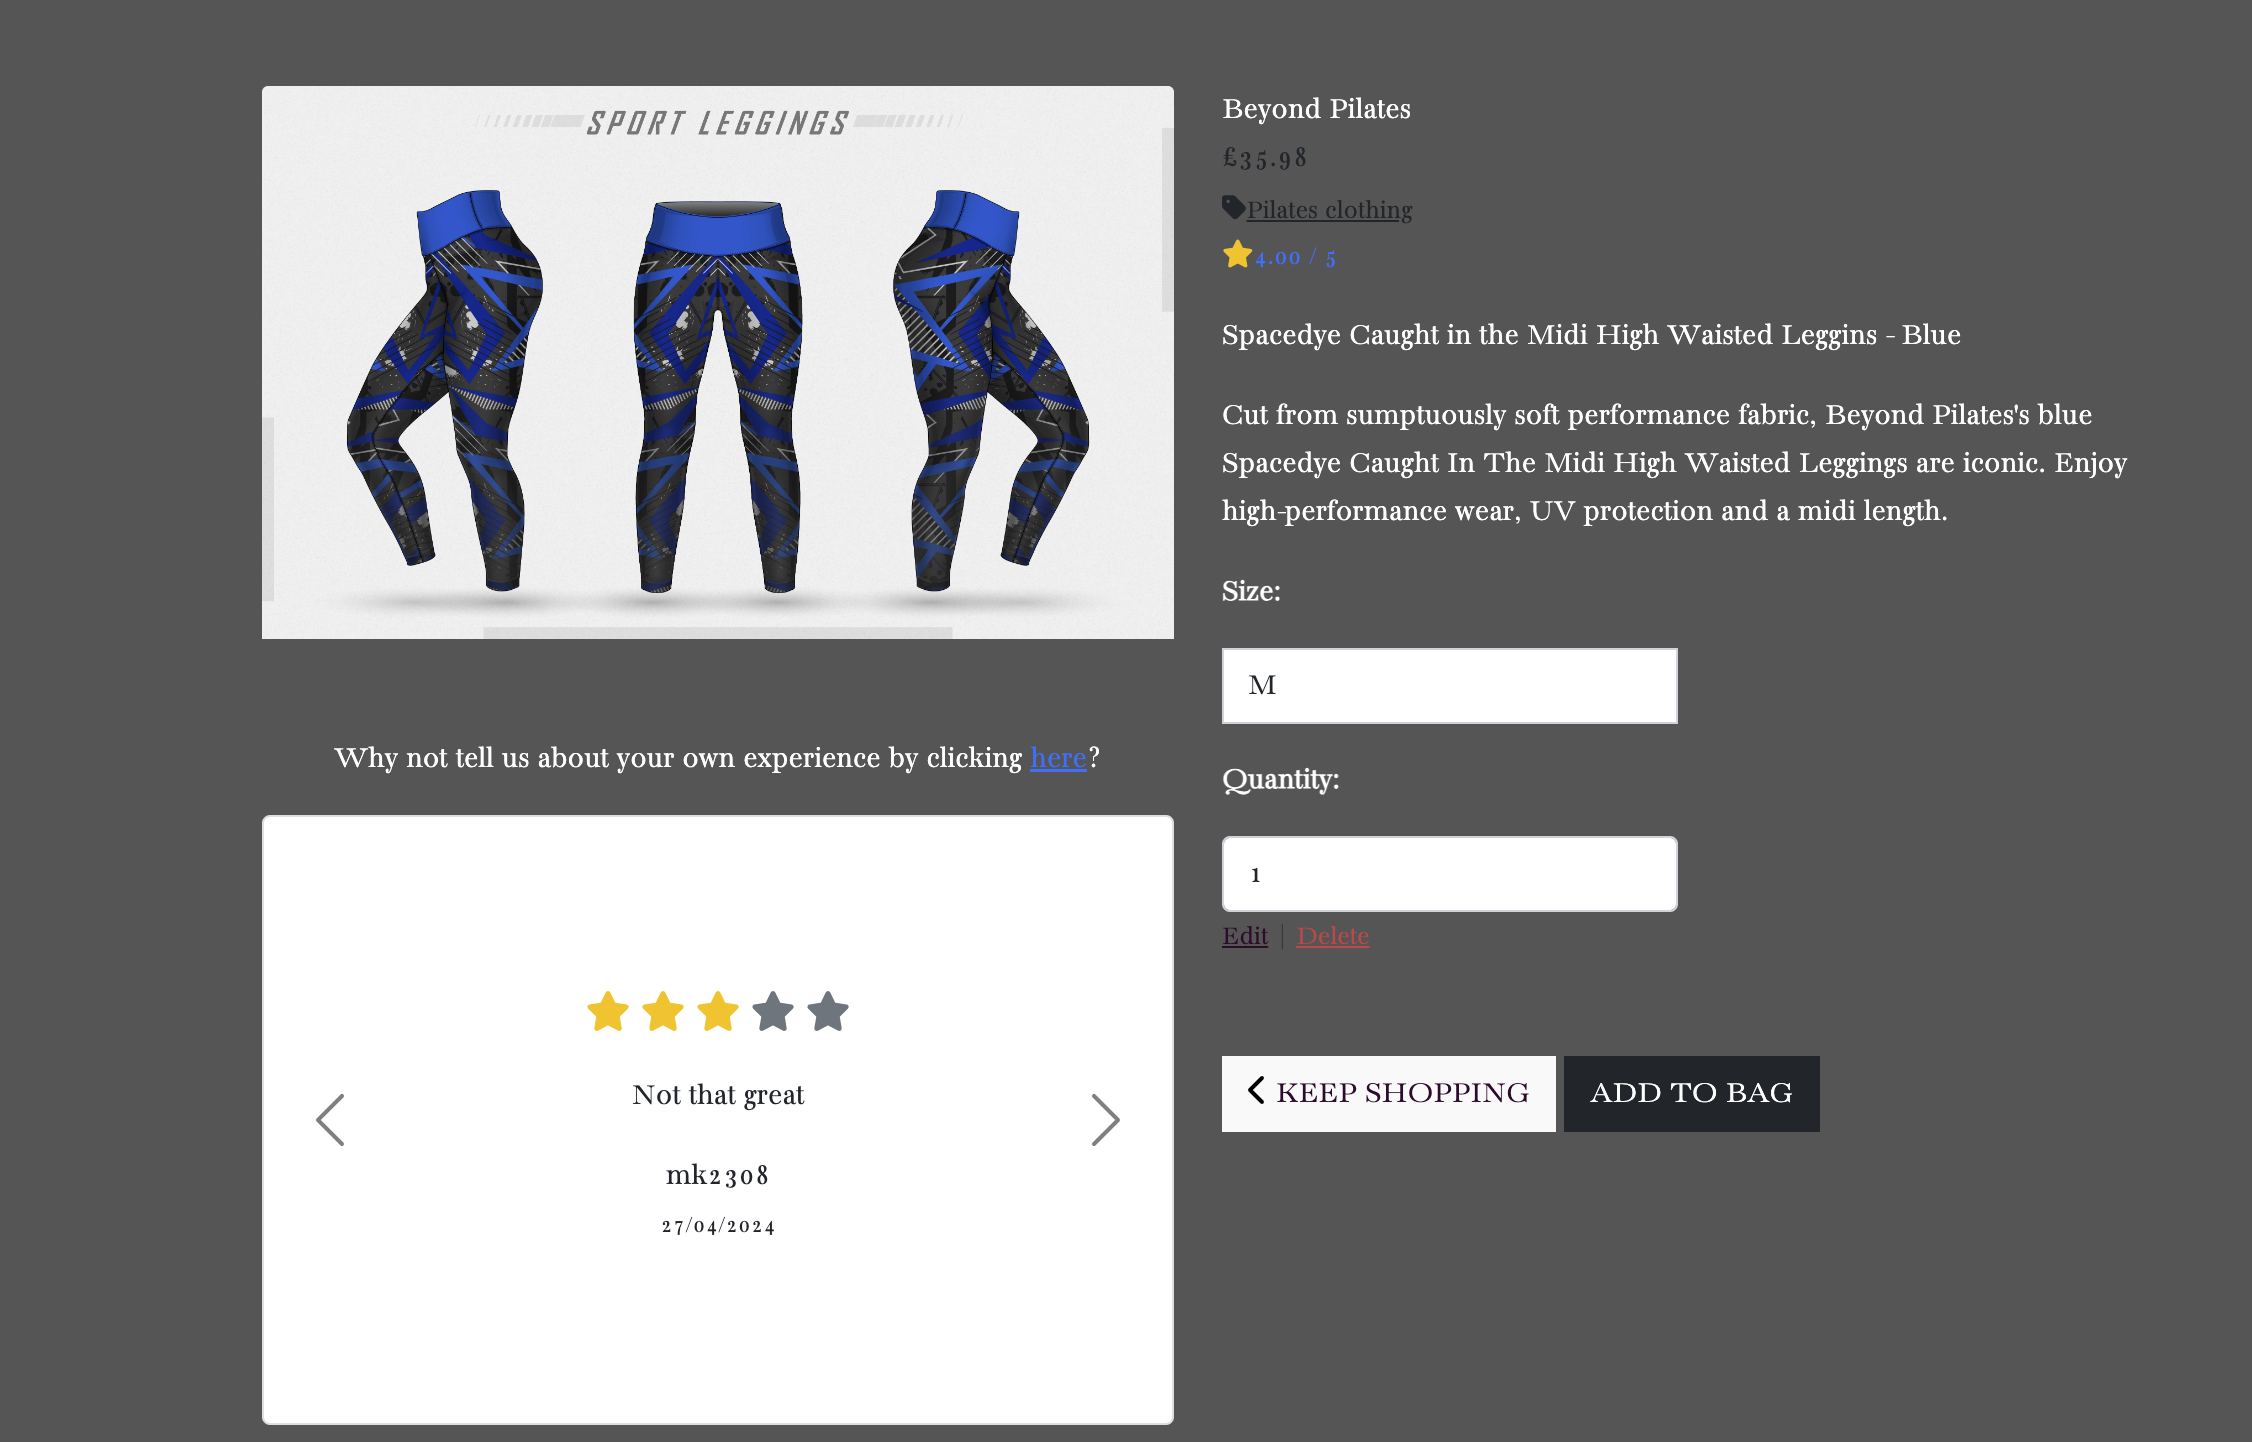 SPORT LEGGINGS
Why not tell us about your own experience by clicking here?
Not that great
mk2308
27/04/2024
Beyond Pilates
£35.98
Pilates clothing
4.00 / 5
Spacedye Caught in the Midi High Waisted Leggins - Blue
Cut from sumptuously soft performance fabric, Beyond Pilates's blue
Spacedye Caught In The Midi High Waisted Leggings are iconic. Enjoy
high-performance wear, UV protection and a midi length.
Size:
M
Quantity:
1
Edit | Delete
KEEP SHOPPING ADD TO BAG